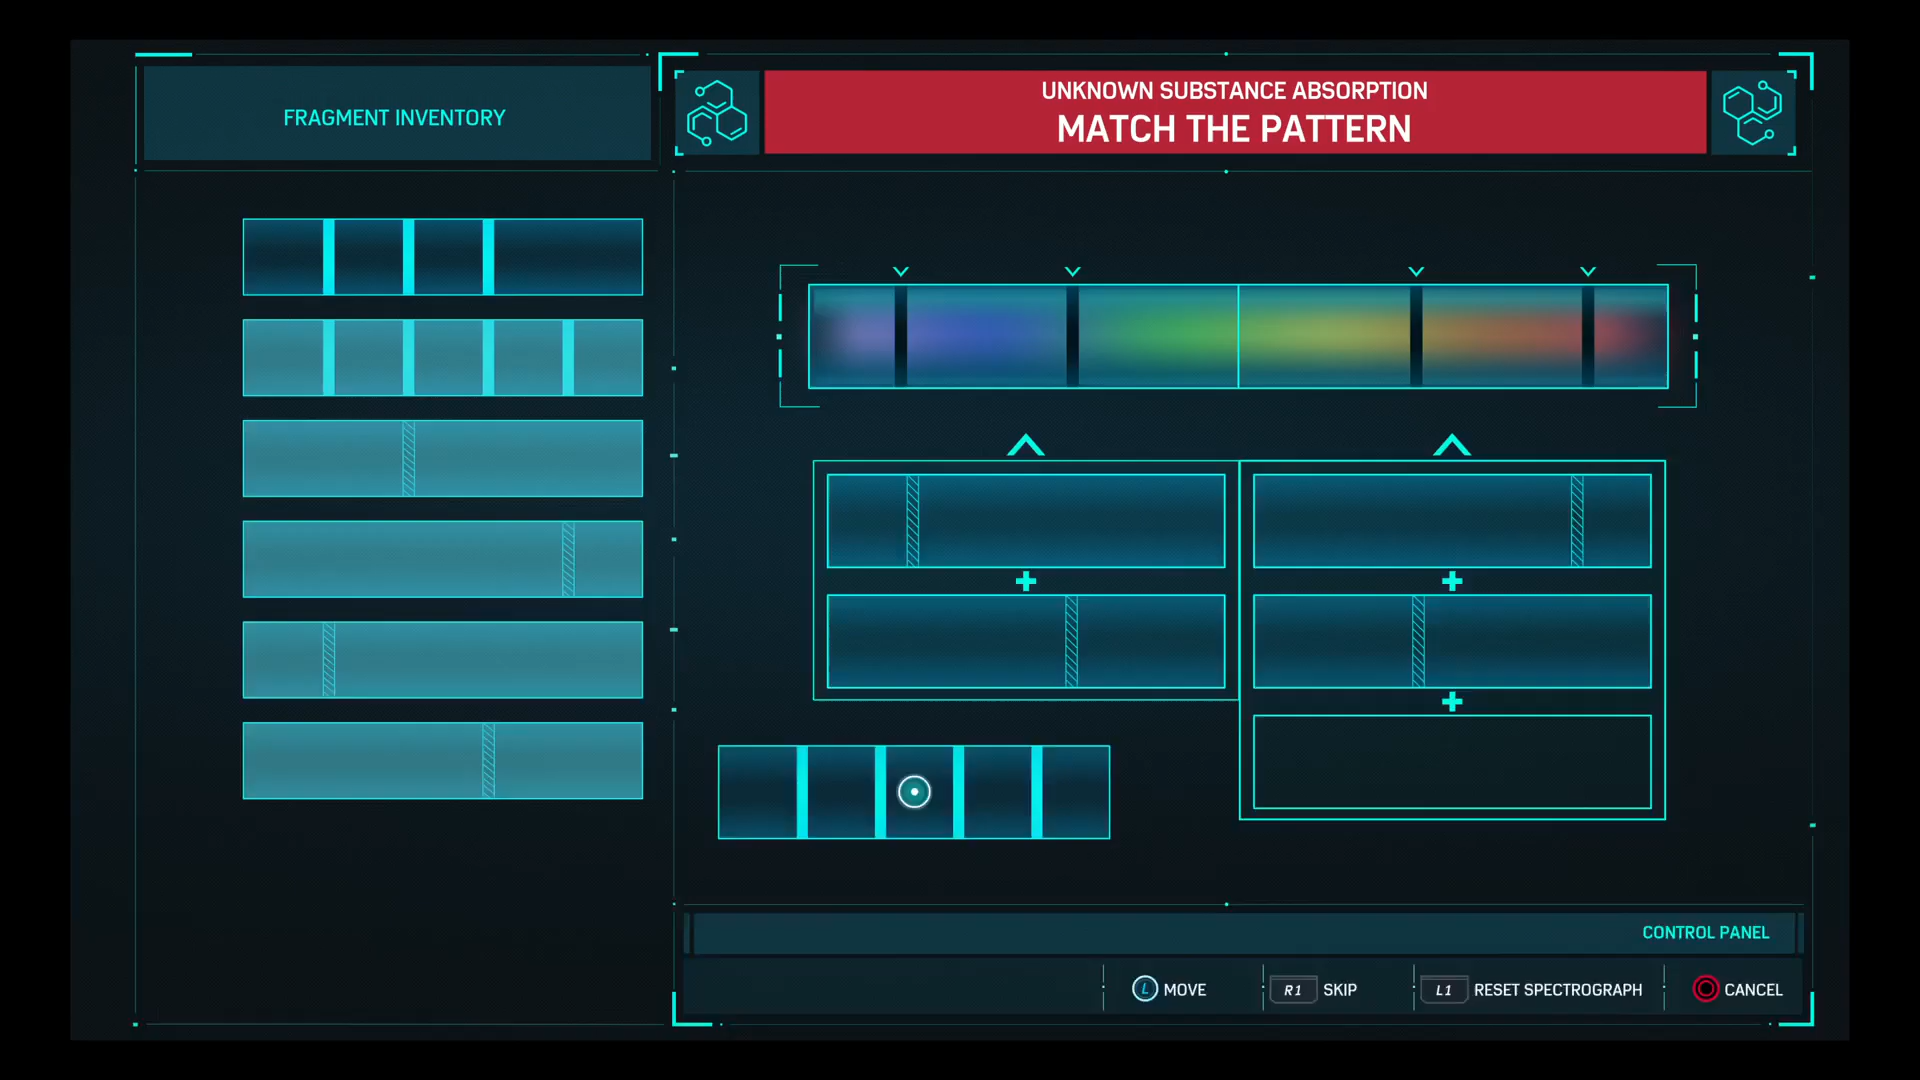 FRAGMENT INVENTORY
UNKNOWN SUBSTANCE ABSORPTION
MATCH THE PATTERN
CONTROL PANEL
L MOVE
R1 SKIP
L1 RESET SPECTROGRAPH
CANCEL